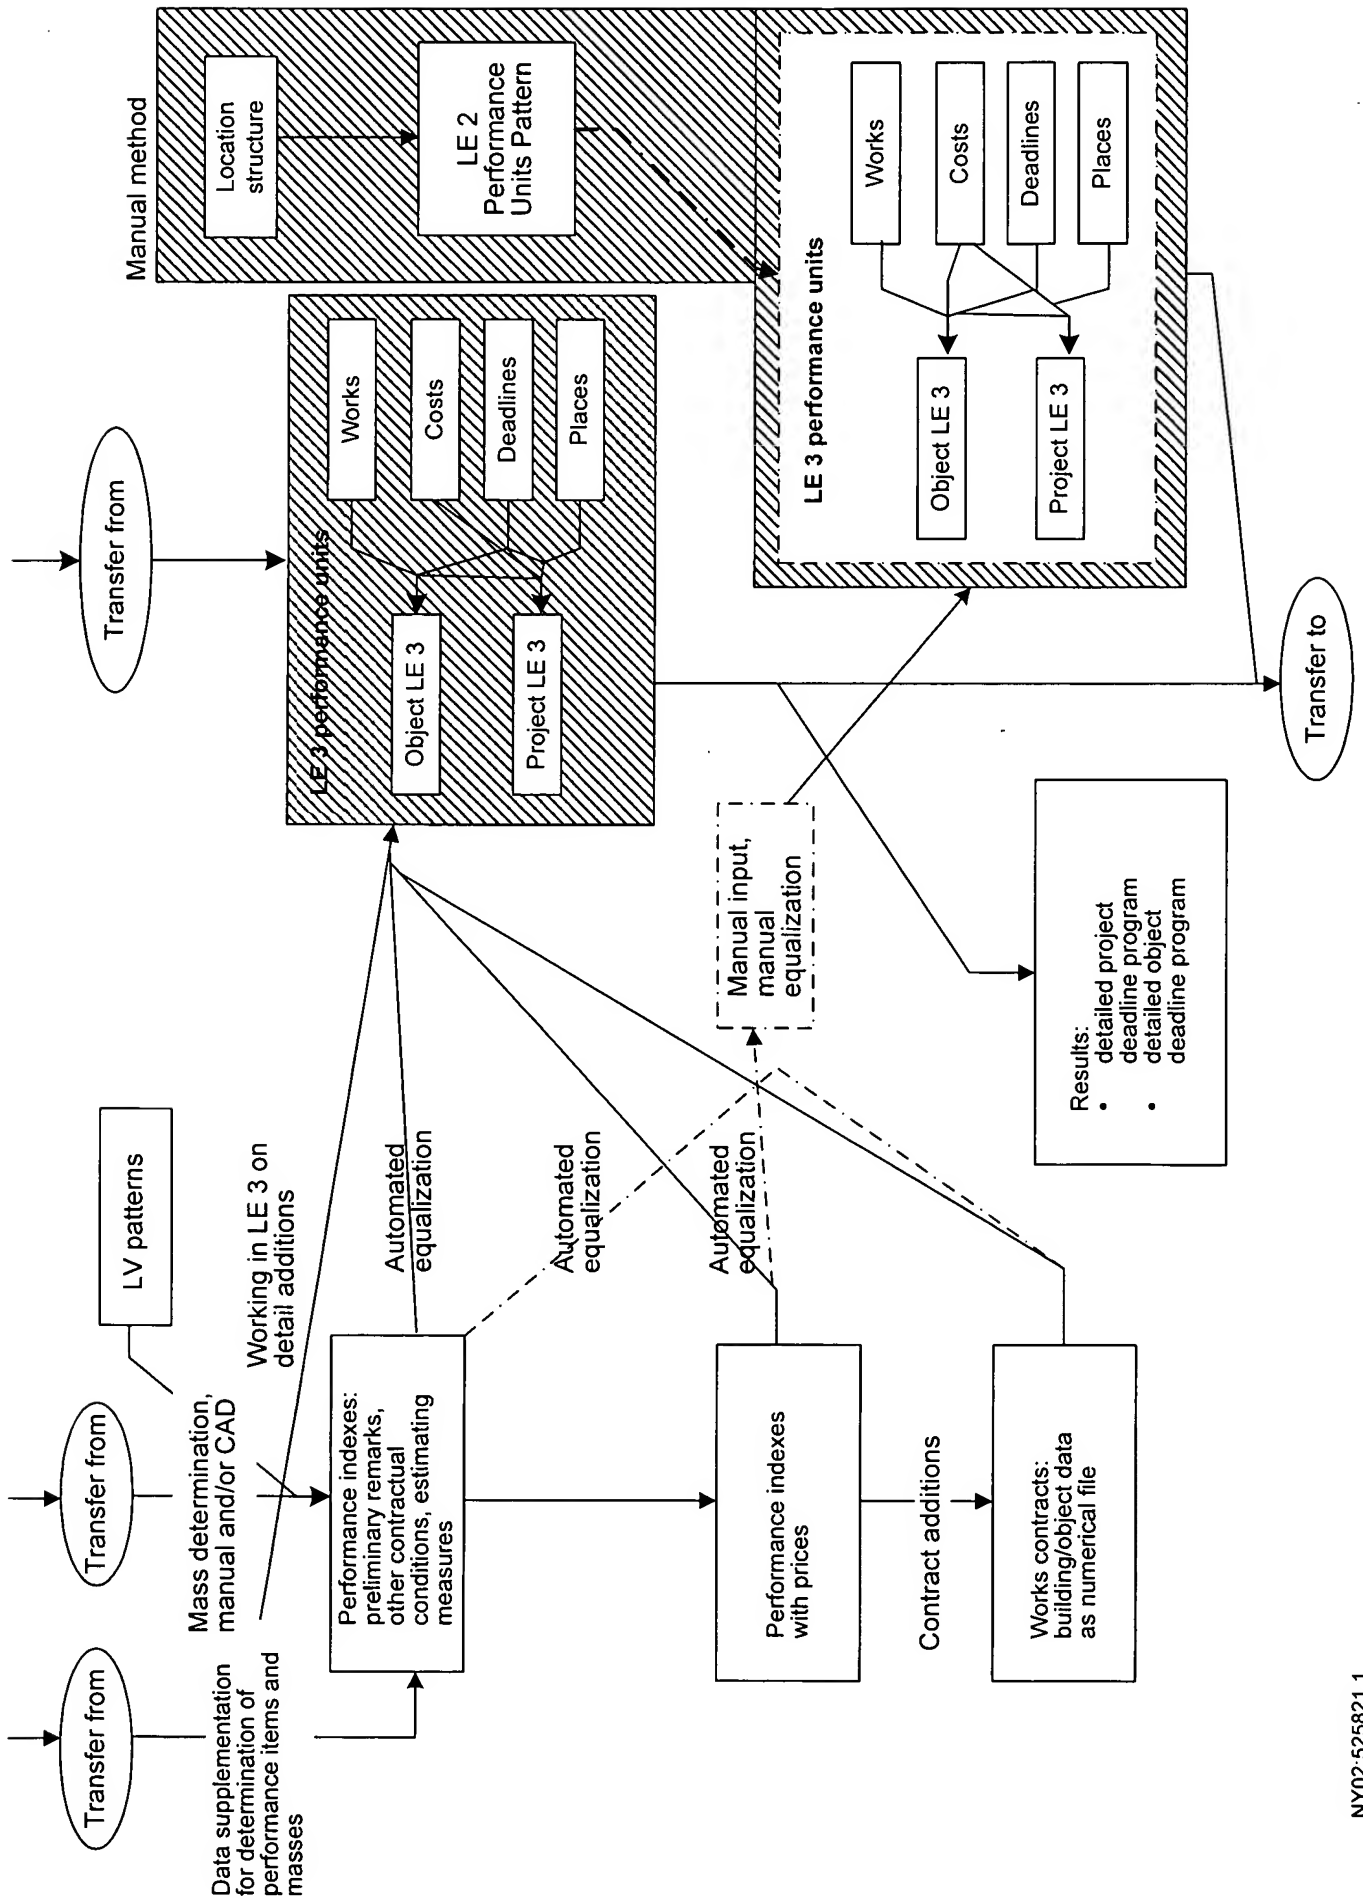 Transfer from
Data supplementation
for determination of
performance items and
masses
Transfer from
Mass determination,
manual and/or CAD
LV patterns
Working in LE 3 on
detail additions
Performance indexes:
preliminary remarks,
other contractual
conditions, estimating
measures
Automated
equalization
Automated
equalization
Automated
equalization
Performance indexes
with prices
Contract additions
Works contracts:
building/object data
as numerical file
Transfer from
LE 3 performance units
Object LE 3
Project LE 3
Works
Costs
Deadlines
Places
Manual input,
manual
equalization
Results:
• detailed project
deadline program
• detailed object
deadline program
Manual method
Location
structure
LE 2
Performance
Units Pattern
LE 3 performance units
Object LE 3
Project LE 3
Works
Costs
Deadlines
Places
Transfer to
NY02:525821.1